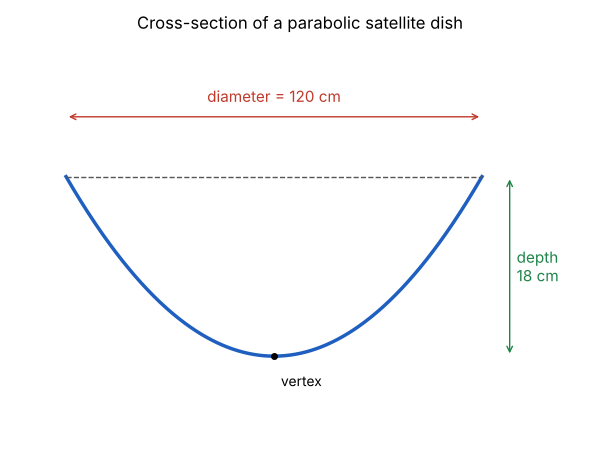 Cross-section of a parabolic satellite dish
diameter = 120 cm
depth
18 cm
vertex